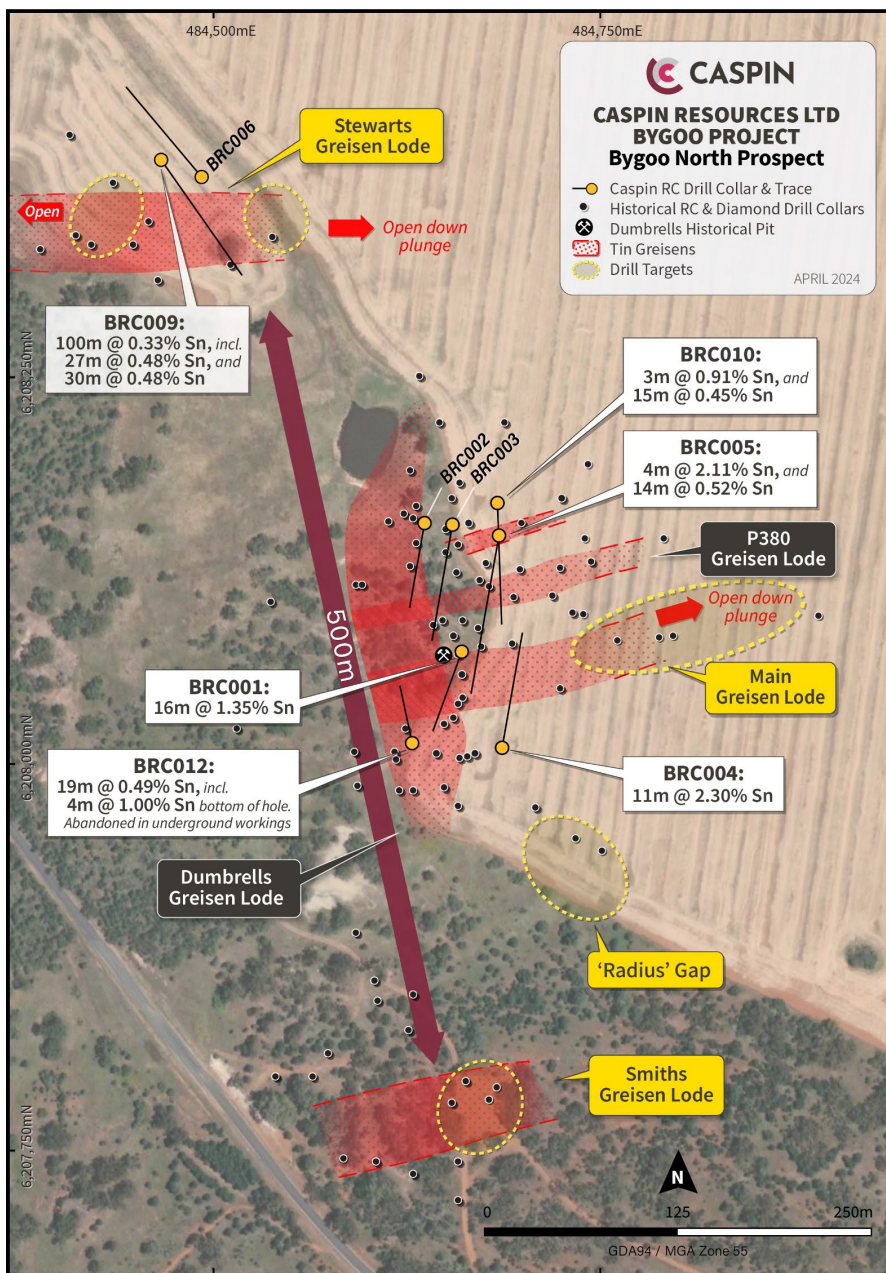 484,500mE
484,750mE
CASPIN
CASPIN RESOURCES LTD
BYGOO PROJECT
Bygoo North Prospect
Caspin RC Drill Collar & Trace
Historical RC & Diamond Drill Collars
Dumbrells Historical Pit
Tin Greisens
Drill Targets
APRIL 2024
BRC006
Stewarts
Greisen Lode
Open
Open down
plunge
BRC009:
100m @ 0.33% Sn, incl.
27m @ 0.48% Sn, and
30m @ 0.48% Sn
6,208,250mN
BRC010:
3m @ 0.91% Sn, and
15m @ 0.45% Sn
BRC002
BRC003
BRC005:
4m @ 2.11% Sn, and
14m @ 0.52% Sn
P380
Greisen Lode
500m
Open down
plunge
Main
Greisen Lode
BRC001:
16m @ 1.35% Sn
6,208,000mN
BRC012:
19m @ 0.49% Sn, incl.
4m @ 1.00% Sn bottom of hole.
Abandoned in underground workings
BRC004:
11m @ 2.30% Sn
Dumbrells
Greisen Lode
‘Radius’ Gap
Smiths
Greisen Lode
6,207,750mN
N
0
125
250m
GDA94 / MGA Zone 55